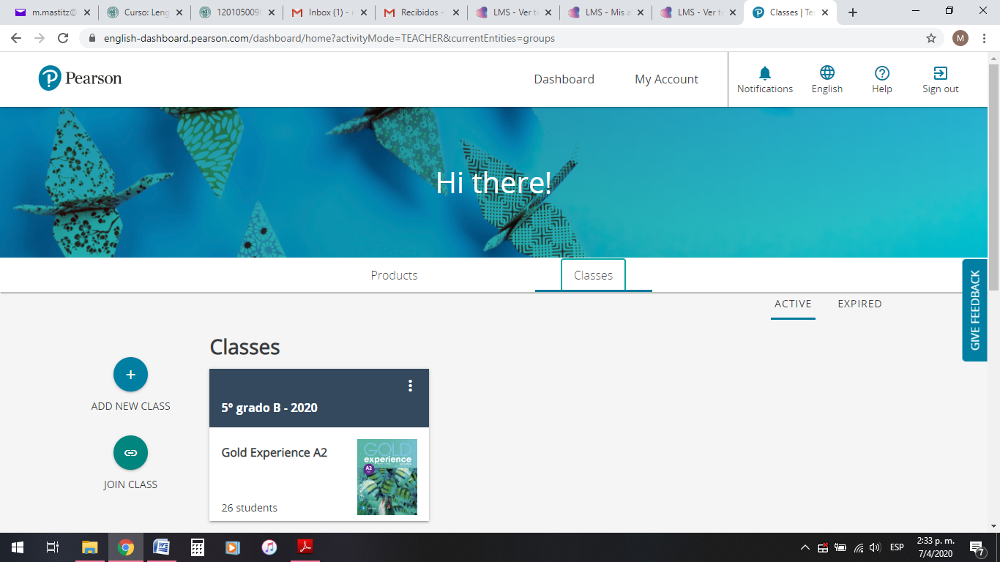 m.mastitz@
Curso: Leng
120105009
Inbox (1) -
Recibidos -
LMS - Ver t
LMS - Mis a
LMS - Ver t
Classes | Te
english-dashboard.pearson.com/dashboard/home?activityMode=TEACHER&currentEntities=groups
M
Pearson
Dashboard
My Account
Notifications
English
Help
Sign out
Hi there!
Products
Classes
ACTIVE
EXPIRED
GIVE FEEDBACK
Classes
ADD NEW CLASS
JOIN CLASS
5° grado B - 2020
Gold Experience A2
GOLD
experience
A2
26 students
ESP
2:33 p. m.
7/4/2020
7